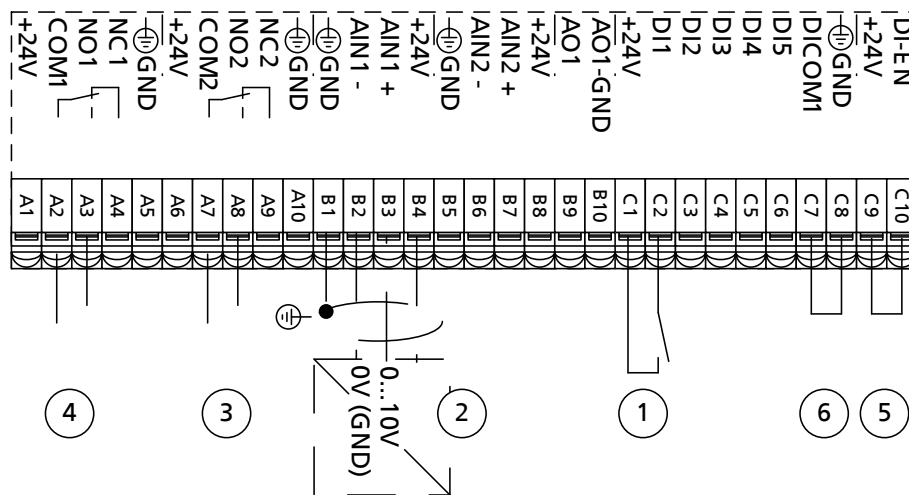 +24V
COM1
NO1
NC1
GND
+24V
COM2
NO2
NC2
GND
GND
AIN1 -
AIN1 +
+24V
GND
AIN2 -
AIN2 +
+24V
AO1
AO1-GND
+24V
DI1
DI2
DI3
DI4
DI5
DICOM1
GND
+24V
DI-EN
A1 A2 A3 A4 A5 A6 A7 A8 A9 A10 B1 B2 B3 B4 B5 B6 B7 B8 B9 B10 C1 C2 C3 C4 C5 C6 C7 C8 C9 C10
0...10V
0V (GND)
4 3 2 1 6 5